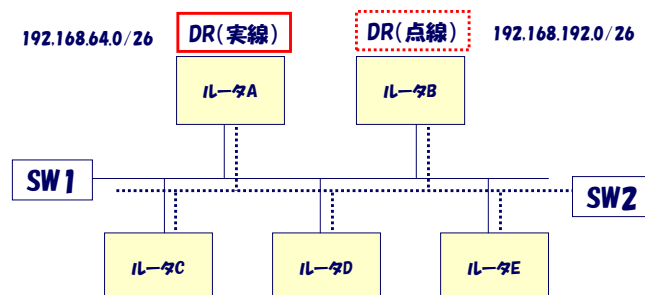 192.168.64.0/26
DR(実線)
DR(点線)
192.168.192.0/26
ルータA
ルータB
SW1
SW2
ルータC
ルータD
ルータE